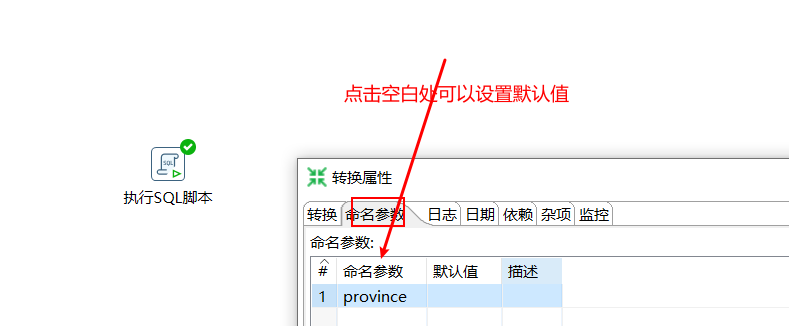 点击空白处可以设置默认值
SQL
执行SQL脚本
转换属性
转换 命名参数 日志 日期 依赖 杂项 监控
命名参数:
# 命名参数 默认值 描述
1 province